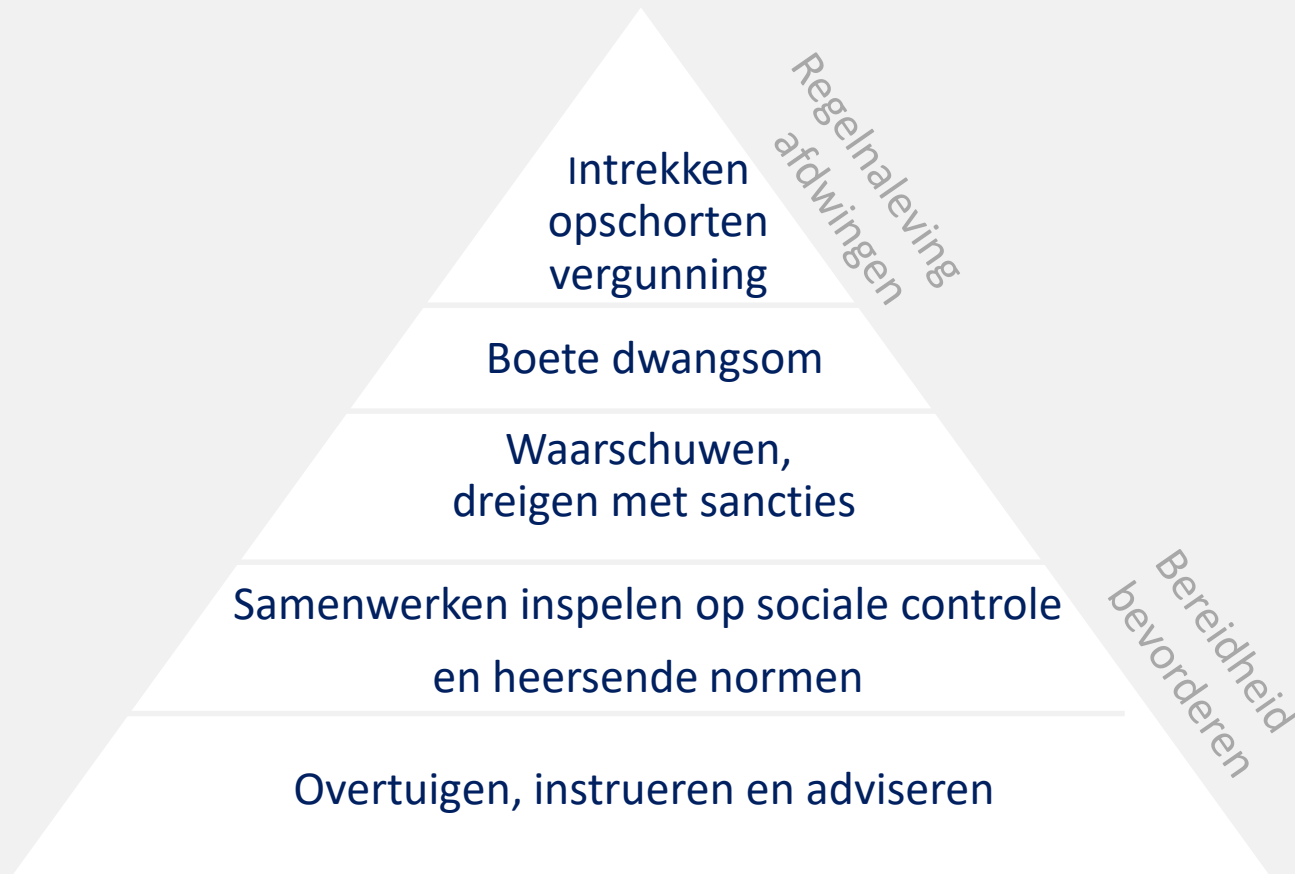 Regelnaleving
afdwingen
Intrekken
opschorten
vergunning
Boete dwangsom
Waarschuwen,
dreigen met sancties
Samenwerken inspelen op sociale controle
en heersende normen
Bereidheid
bevorderen
Overtuigen, instrueren en adviseren